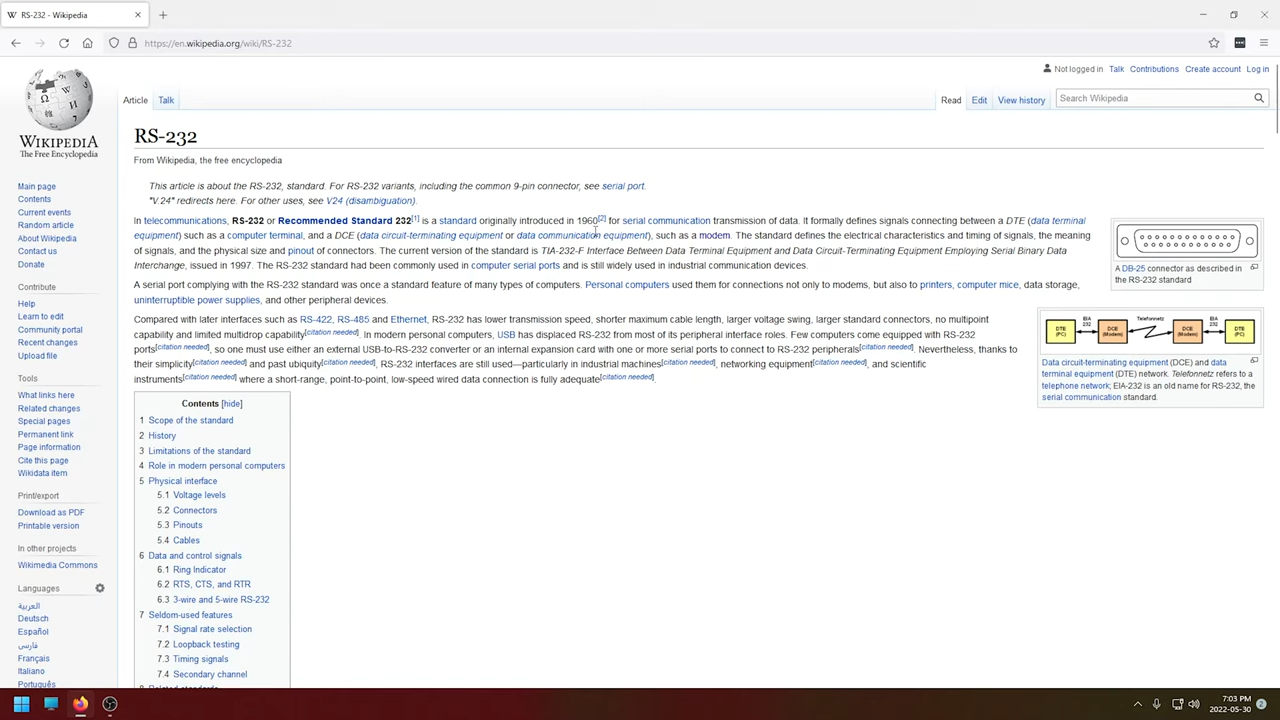 RS-232 - Wikipedia
https://en.wikipedia.org/wiki/RS-232
Not logged in Talk Contributions Create account Log in
Article Talk
Read Edit View history
Search Wikipedia
WIKIPEDIA
The Free Encyclopedia
Main page
Contents
Current events
Random article
About Wikipedia
Contact us
Donate
Contribute
Help
Learn to edit
Community portal
Recent changes
Upload file
Tools
What links here
Related changes
Special pages
Permanent link
Page information
Cite this page
Wikidata item
Print/export
Download as PDF
Printable version
In other projects
Wikimedia Commons
Languages
العربية
Deutsch
Español
فارسی
Français
Italiano
Português
RS-232
From Wikipedia, the free encyclopedia
This article is about the RS-232, standard. For RS-232 variants, including the common 9-pin connector, see serial port.
"V.24" redirects here. For other uses, see V24 (disambiguation).
In telecommunications, RS-232 or Recommended Standard 232[1] is a standard originally introduced in 1960[2] for serial communication transmission of data. It formally defines signals connecting between a DTE (data terminal
equipment) such as a computer terminal, and a DCE (data circuit-terminating equipment or data communication equipment), such as a modem. The standard defines the electrical characteristics and timing of signals, the meaning
of signals, and the physical size and pinout of connectors. The current version of the standard is TIA-232-F Interface Between Data Terminal Equipment and Data Circuit-Terminating Equipment Employing Serial Binary Data
Interchange, issued in 1997. The RS-232 standard had been commonly used in computer serial ports and is still widely used in industrial communication devices.
A serial port complying with the RS-232 standard was once a standard feature of many types of computers. Personal computers used them for connections not only to modems, but also to printers, computer mice, data storage,
uninterruptible power supplies, and other peripheral devices.
Compared with later interfaces such as RS-422, RS-485 and Ethernet, RS-232 has lower transmission speed, shorter maximum cable length, larger voltage swing, larger standard connectors, no multipoint
capability and limited multidrop capability[citation needed]. In modern personal computers, USB has displaced RS-232 from most of its peripheral interface roles. Few computers come equipped with RS-232
ports[citation needed], so one must use either an external USB-to-RS-232 converter or an internal expansion card with one or more serial ports to connect to RS-232 peripherals[citation needed]. Nevertheless, thanks to
their simplicity[citation needed] and past ubiquity[citation needed], RS-232 interfaces are still used—particularly in industrial machines[citation needed], networking equipment[citation needed], and scientific
instruments[citation needed] where a short-range, point-to-point, low-speed wired data connection is fully adequate[citation needed].
Contents [hide]
1 Scope of the standard
2 History
3 Limitations of the standard
4 Role in modern personal computers
5 Physical interface
5.1 Voltage levels
5.2 Connectors
5.3 Pinouts
5.4 Cables
6 Data and control signals
6.1 Ring Indicator
6.2 RTS, CTS, and RTR
6.3 3-wire and 5-wire RS-232
7 Seldom-used features
7.1 Signal rate selection
7.2 Loopback testing
7.3 Timing signals
7.4 Secondary channel
8 Related standards
A DB-25 connector as described in
the RS-232 standard
EIA 232 Telefonnetz EIA 232
DTE (PC) DCE (Modem) DCE (Modem) DTE (PC)
Data circuit-terminating equipment (DCE) and data
terminal equipment (DTE) network. Telefonnetz refers to a
telephone network; EIA-232 is an old name for RS-232, the
serial communication standard.
7:03 PM
2022-05-30
2